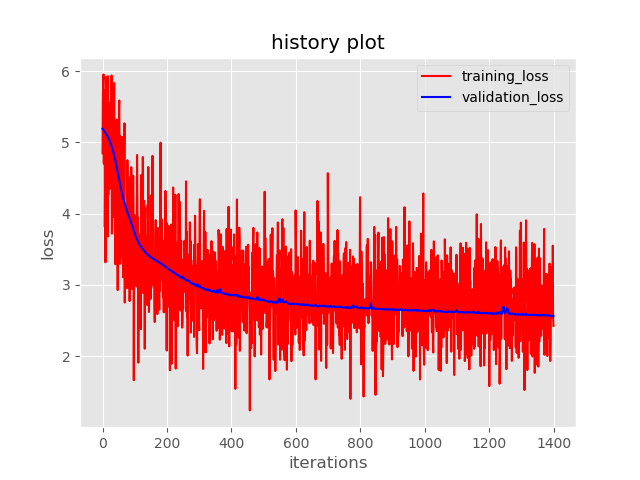 history plot
training_loss
validation_loss
6
5
4
3
2
loss
0 200 400 600 800 1000 1200 1400
iterations